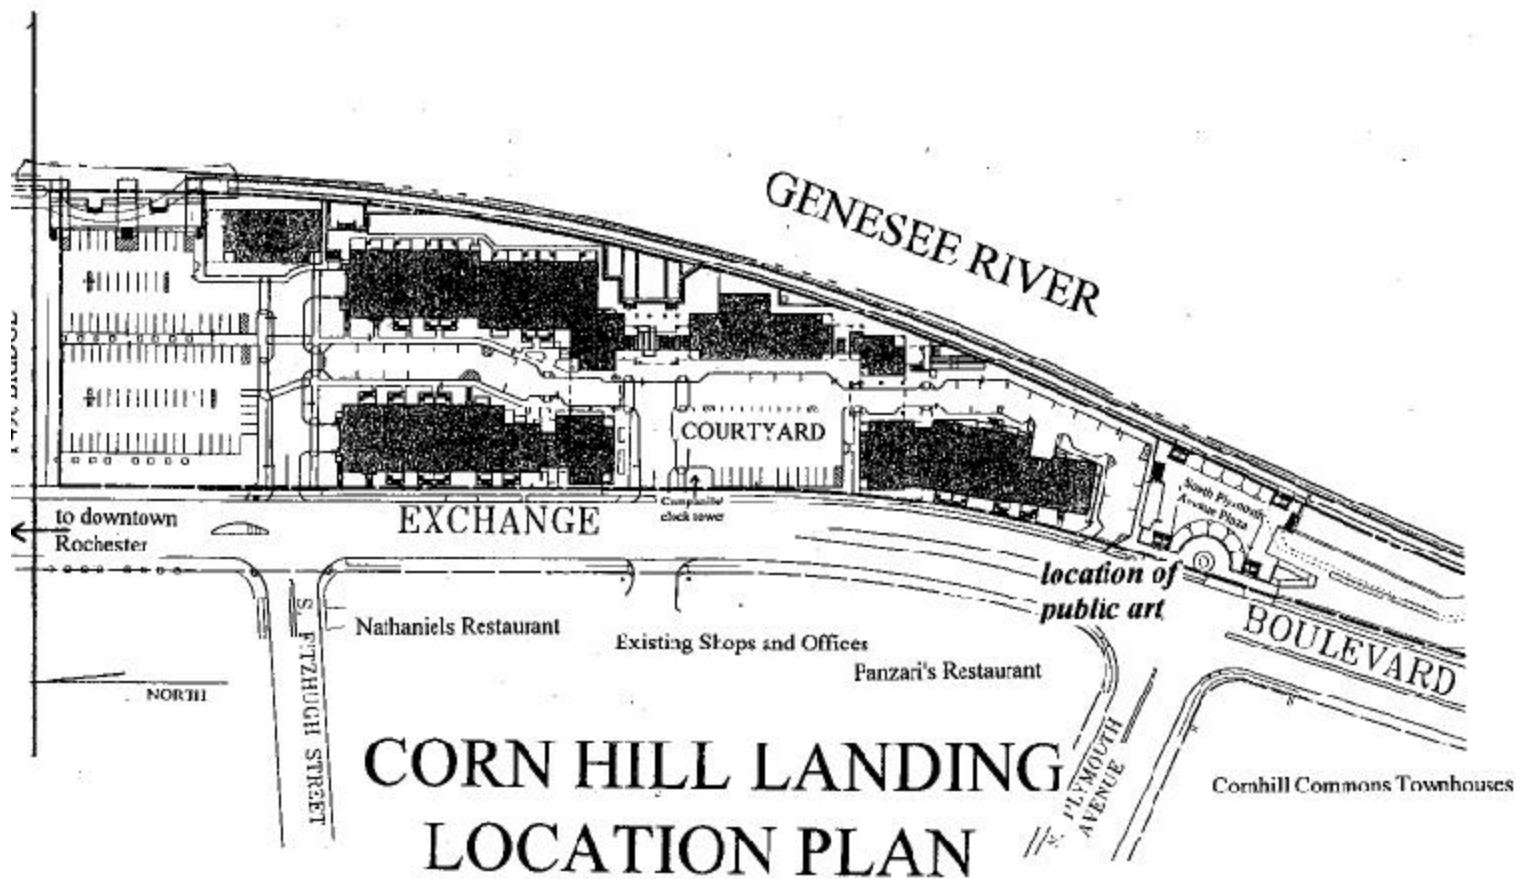 GENESEE RIVER
COURTYARD
South Plymouth
Avenue Plaza
clock tower
to downtown
Rochester
EXCHANGE
location of
public art
BOULEVARD
Nathaniels Restaurant
Existing Shops and Offices
Panzari's Restaurant
NORTH
S. FITZHUGH STREET
PLYMOUTH
AVENUE
Cornhill Commons Townhouses
CORN HILL LANDING
LOCATION PLAN